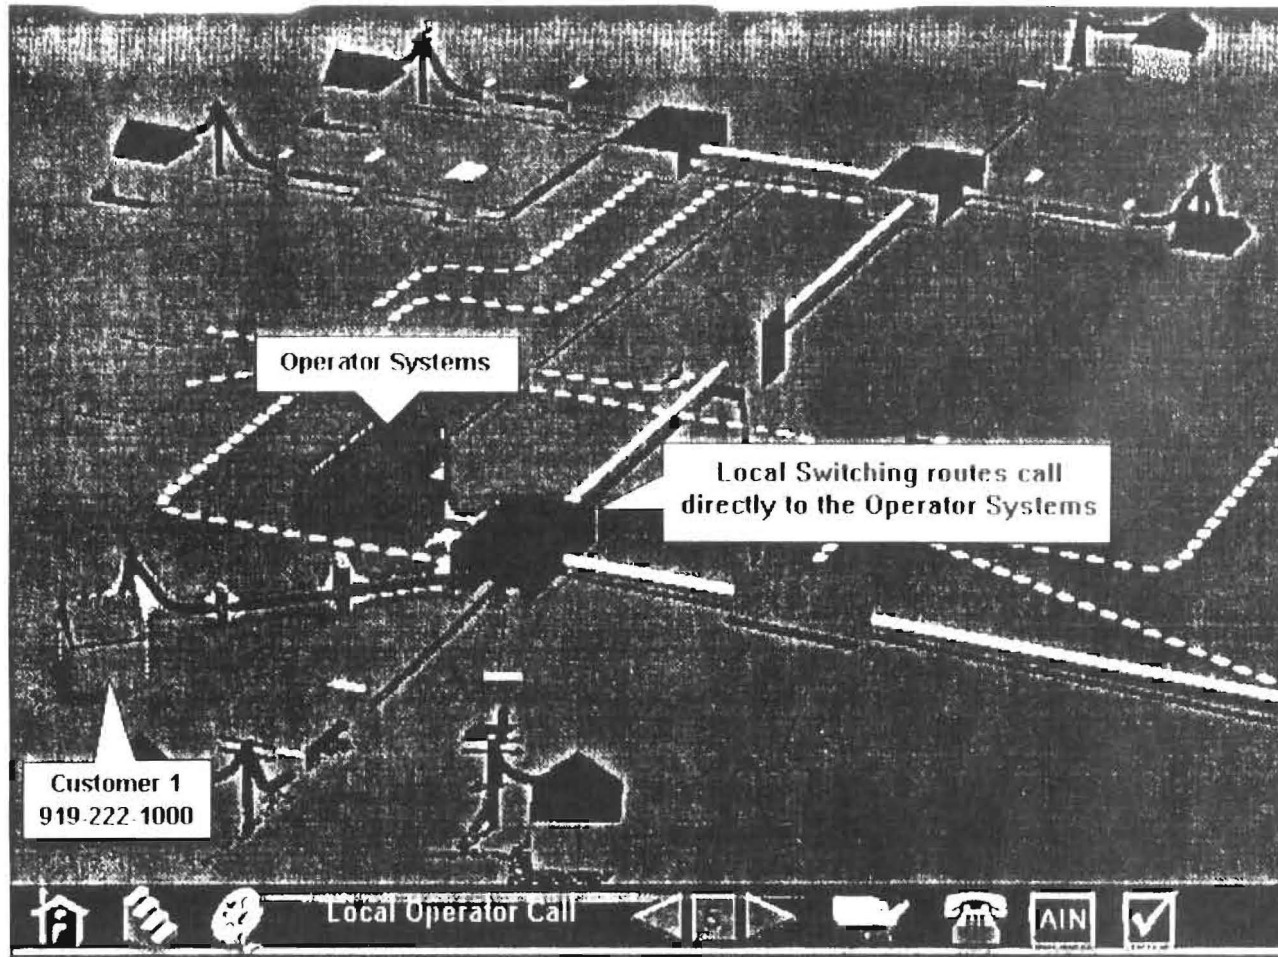 Operator Systems
Local Switching routes call
directly to the Operator Systems
Customer 1
919-222-1000
Local Operator Call
AIN